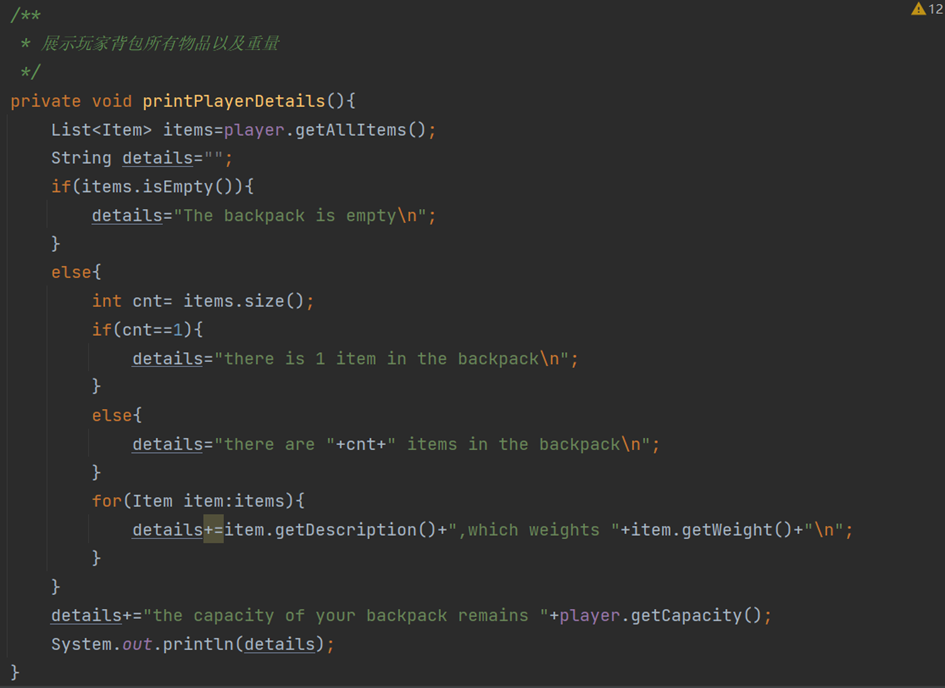 /**
 * 展示玩家背包所有物品以及重量
 */
private void printPlayerDetails(){
    List<Item> items=player.getAllItems();
    String details="";
    if(items.isEmpty()){
        details="The backpack is empty\n";
    }
    else{
        int cnt= items.size();
        if(cnt==1){
            details="there is 1 item in the backpack\n";
        }
        else{
            details="there are "+cnt+" items in the backpack\n";
        }
        for(Item item:items){
            details+=item.getDescription()+",which weights "+item.getWeight()+"\n";
        }
    }
    details+="the capacity of your backpack remains "+player.getCapacity();
    System.out.println(details);
}
12